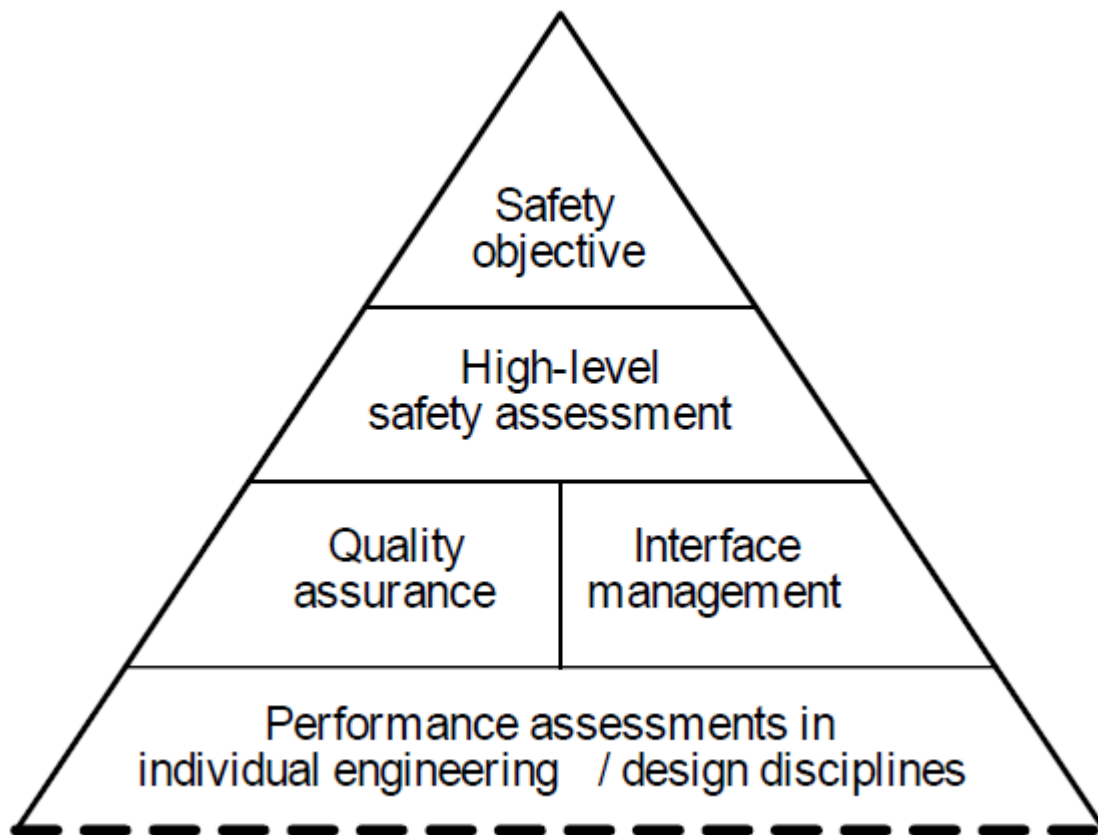 Safety
objective
High-level
safety assessment
Quality
assurance
Interface
management
Performance assessments in
individual engineering / design disciplines